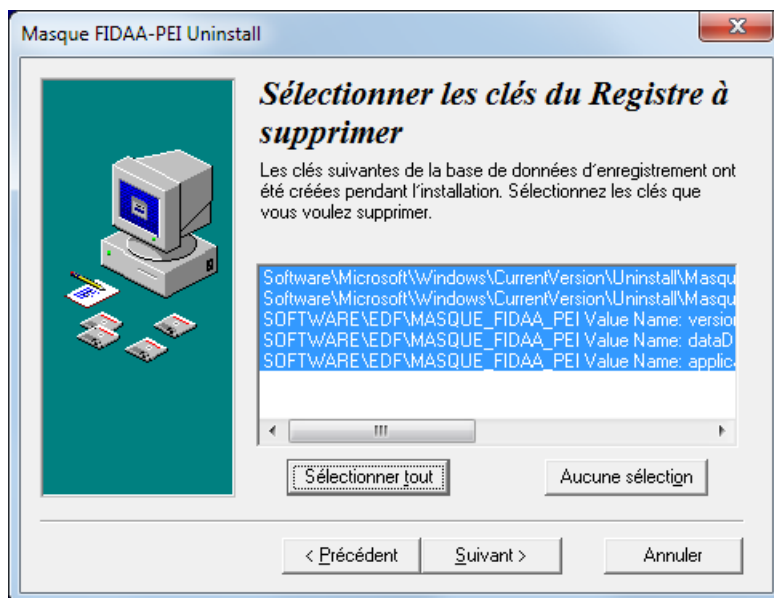 Masque FIDAA-PEI Uninstall
Sélectionner les clés du Registre à
supprimer
Les clés suivantes de la base de données d'enregistrement ont
été créées pendant l'installation. Sélectionnez les clés que
vous voulez supprimer.
Software\Microsoft\Windows\CurrentVersion\Uninstall\Masqu
Software\Microsoft\Windows\CurrentVersion\Uninstall\Masqu
SOFTWARE\EDF\MASQUE_FIDAA_PEI Value Name: version
SOFTWARE\EDF\MASQUE_FIDAA_PEI Value Name: dataD
SOFTWARE\EDF\MASQUE_FIDAA_PEI Value Name: applic
Sélectionner tout
Aucune sélection
< Précédent
Suivant >
Annuler